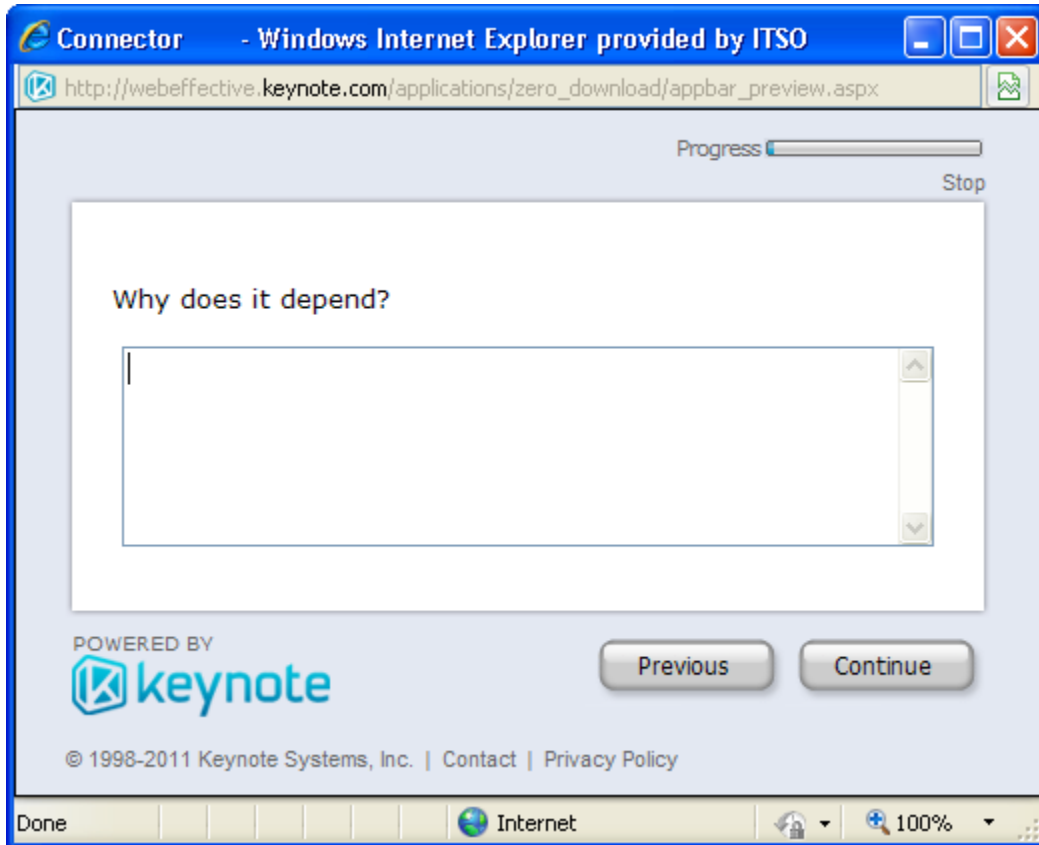 Connector - Windows Internet Explorer provided by ITSO
http://webeffective.keynote.com/applications/zero_download/appbar_preview.aspx
Progress
Stop
Why does it depend?
POWERED BY
keynote
Previous Continue
© 1998-2011 Keynote Systems, Inc. | Contact | Privacy Policy
Done Internet 100%